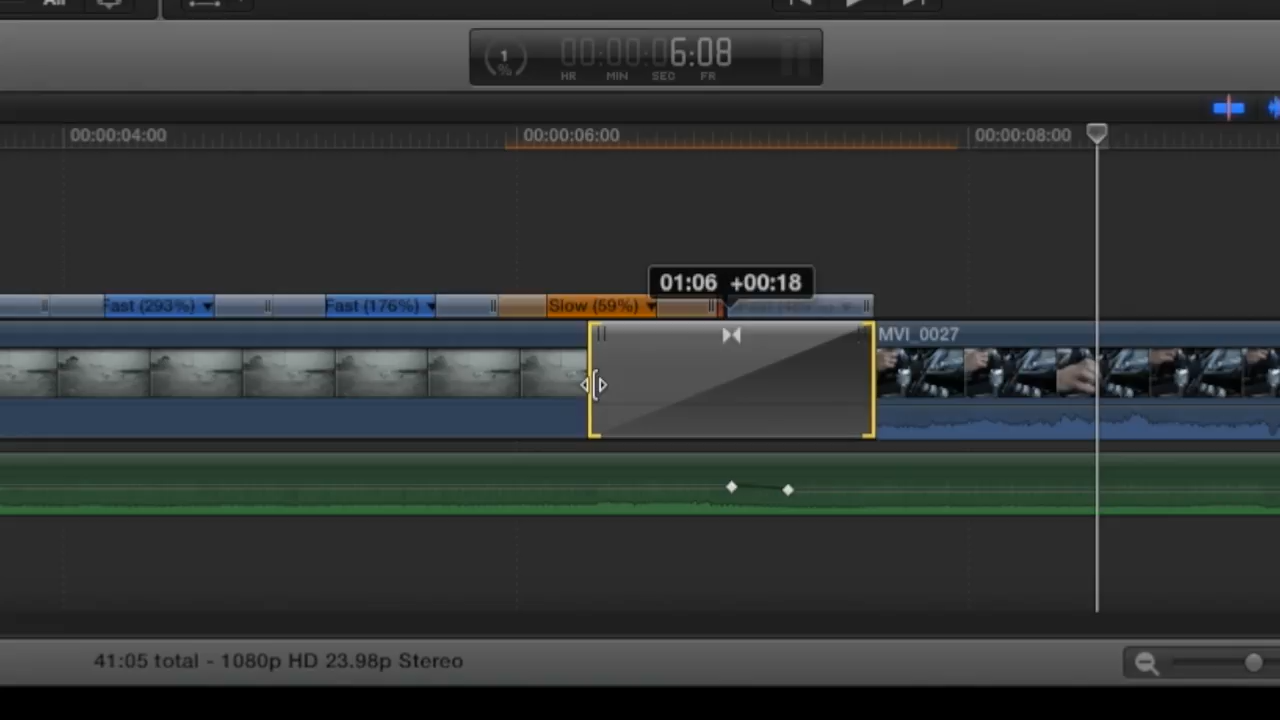 All
1
%
00:00:06:08
HR MIN SEC FR
00:00:04:00 00:00:06:00 00:00:08:00
01:06 +00:18
Fast (293%) Fast (176%) Slow (59%)
MVI_0027
41:05 total - 1080p HD 23.98p Stereo